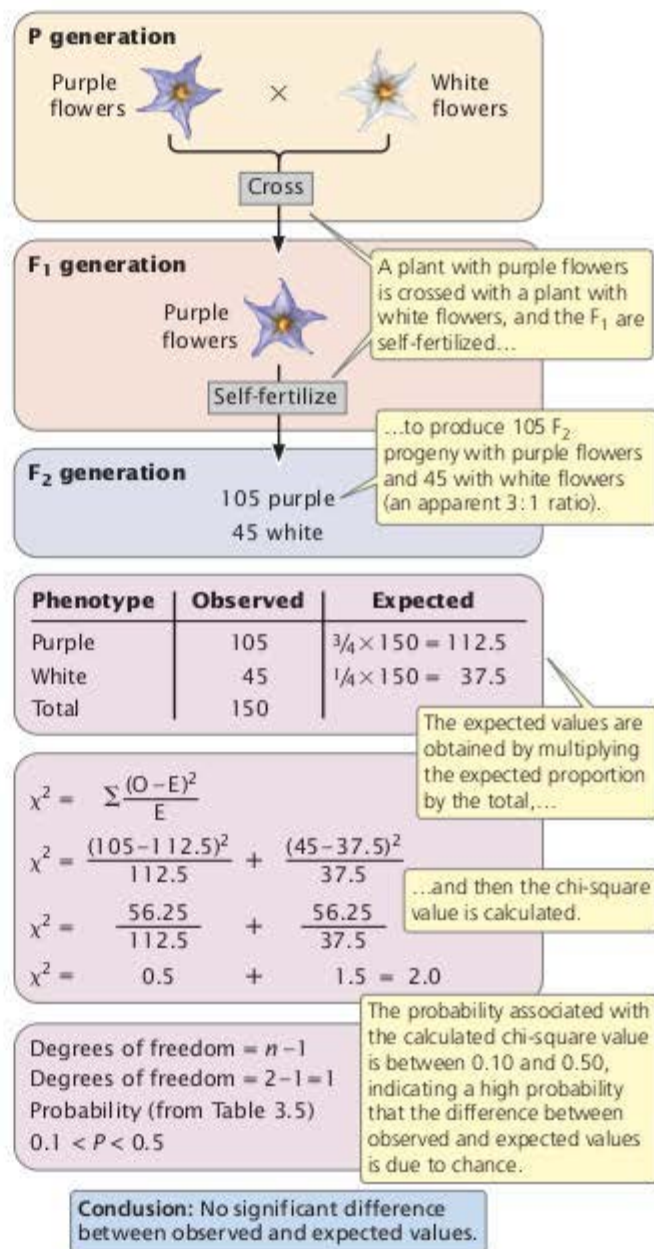 P generation
Purple
flowers
×
White
flowers
Cross
F₁ generation
Purple
flowers
A plant with purple flowers
is crossed with a plant with
white flowers, and the F₁ are
self-fertilized…
Self-fertilize
…to produce 105 F₂
progeny with purple flowers
and 45 with white flowers
(an apparent 3:1 ratio).
F₂ generation
105 purple
45 white
Phenotype Observed Expected
Purple 105 ¾ × 150 = 112.5
White 45 ¼ × 150 = 37.5
Total 150
The expected values are
obtained by multiplying
the expected proportion
by the total,…
χ² = Σ (O – E)² / E
χ² = (105 – 112.5)² / 112.5 + (45 – 37.5)² / 37.5
…and then the chi-square
value is calculated.
χ² = 56.25 / 112.5 + 56.25 / 37.5
χ² = 0.5 + 1.5 = 2.0
The probability associated with
the calculated chi-square value
is between 0.10 and 0.50,
indicating a high probability
that the difference between
observed and expected values
is due to chance.
Degrees of freedom = n – 1
Degrees of freedom = 2 – 1 = 1
Probability (from Table 3.5)
0.1 < P < 0.5
Conclusion: No significant difference
between observed and expected values.